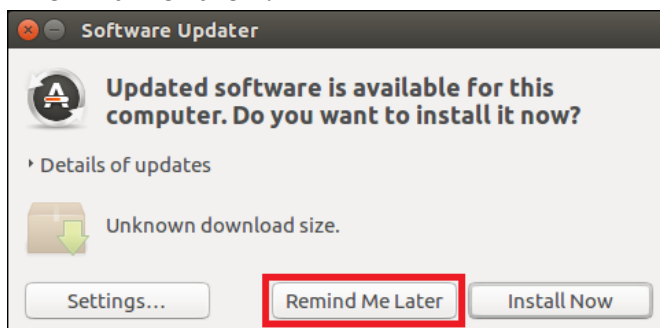 Software Updater
Updated software is available for this
computer. Do you want to install it now?
Details of updates
Unknown download size.
Settings...
Remind Me Later
Install Now